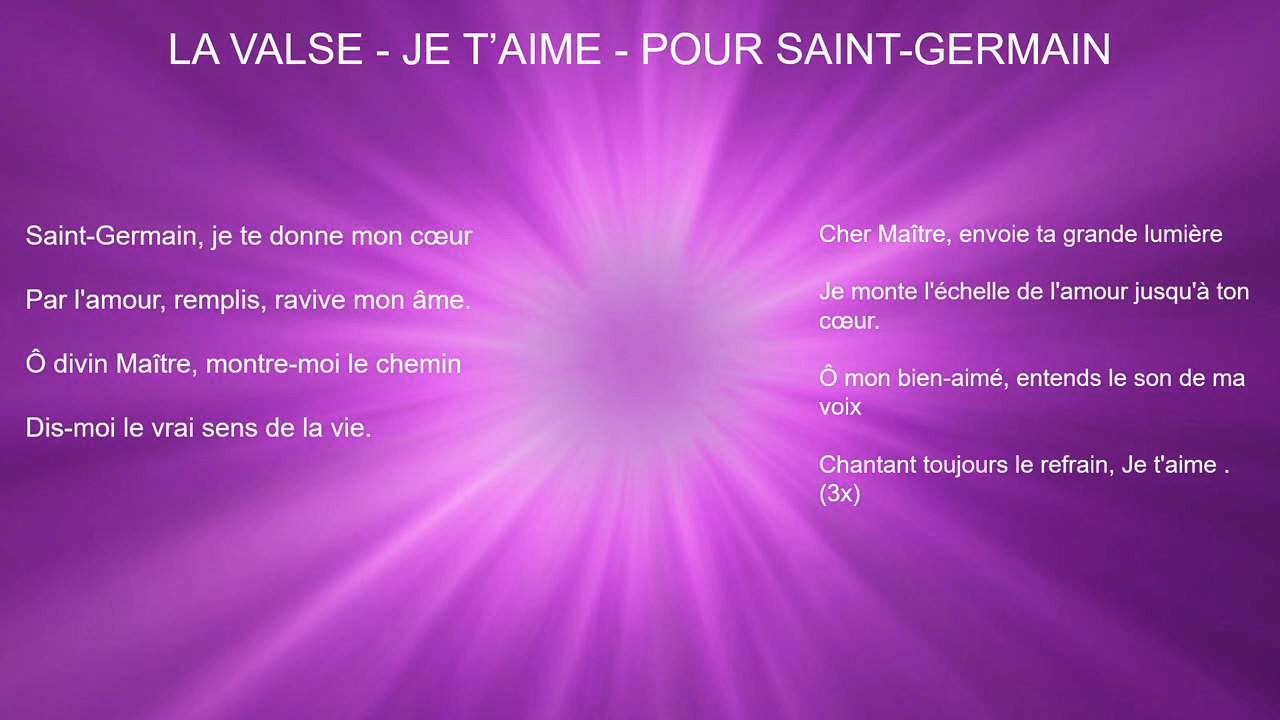 LA VALSE - JE T’AIME - POUR SAINT-GERMAIN
Saint-Germain, je te donne mon cœur
Par l'amour, remplis, ravive mon âme.
Ô divin Maître, montre-moi le chemin
Dis-moi le vrai sens de la vie.
Cher Maître, envoie ta grande lumière
Je monte l'échelle de l'amour jusqu'à ton
cœur.
Ô mon bien-aimé, entends le son de ma
voix
Chantant toujours le refrain, Je t'aime .
(3x)